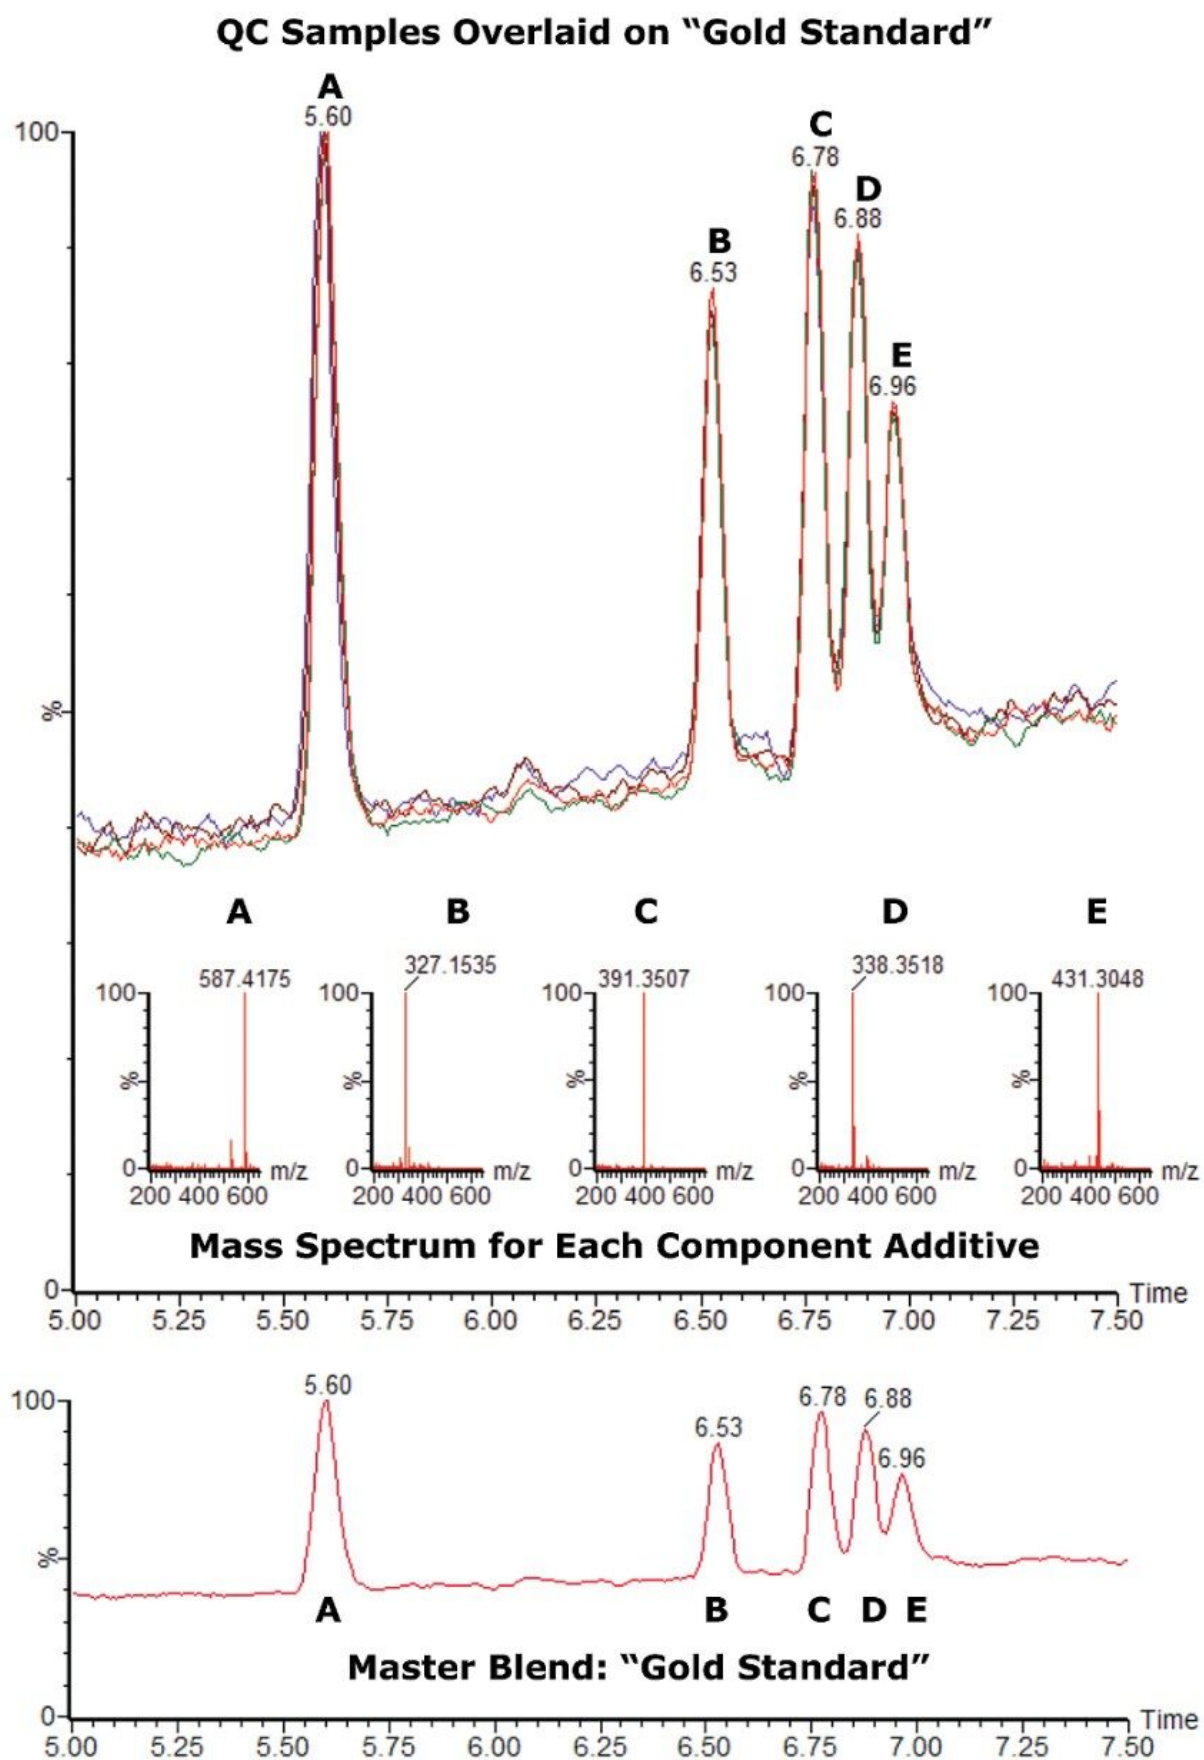 QC Samples Overlaid on “Gold Standard”
A
5.60
100
C
6.78
D
6.88
B
6.53
E
6.96
%
A B C D E
587.4175 327.1535 391.3507 338.3518 431.3048
100 100 100 100 100
% % % % %
0 m/z 0 m/z 0 m/z 0 m/z 0 m/z
200 400 600 200 400 600 200 400 600 200 400 600 200 400 600
Mass Spectrum for Each Component Additive
0 Time
5.00 5.25 5.50 5.75 6.00 6.25 6.50 6.75 7.00 7.25 7.50
100
5.60 6.78 6.88
6.53
6.96
%
A B C D E
Master Blend: “Gold Standard”
0 Time
5.00 5.25 5.50 5.75 6.00 6.25 6.50 6.75 7.00 7.25 7.50